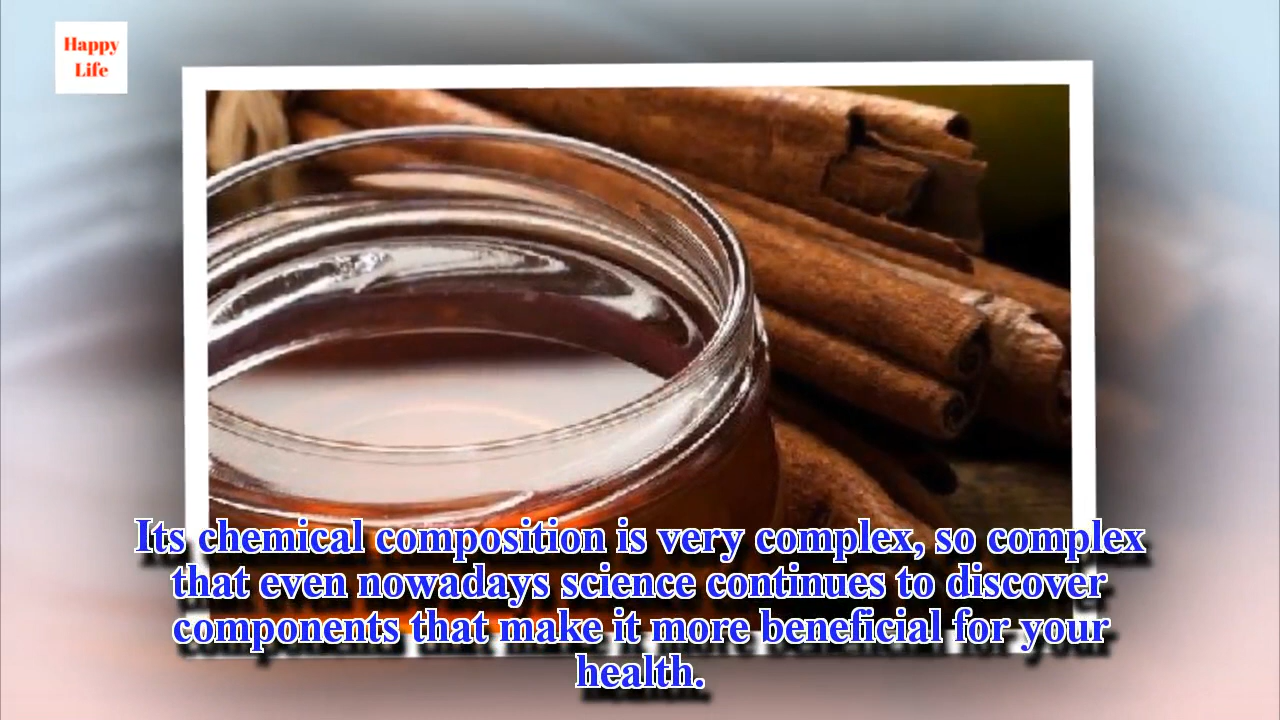 Happy
Life
Its chemical composition is very complex, so complex
that even nowadays science continues to discover
components that make it more beneficial for your
health.